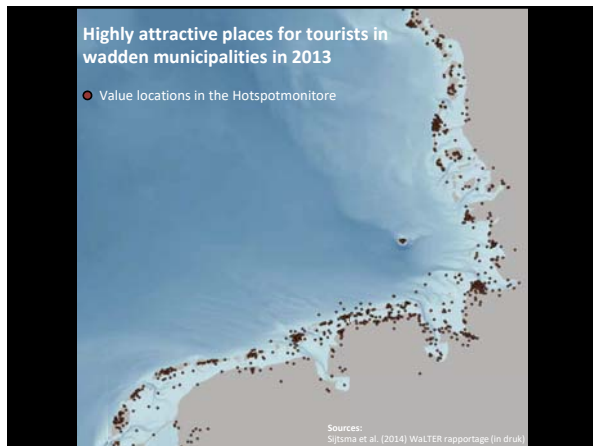 Highly attractive places for tourists in
wadden municipalities in 2013
Value locations in the Hotspotmonitore
Sources:
Sijtsma et al. (2014) WaLTER rapportage (in druk)